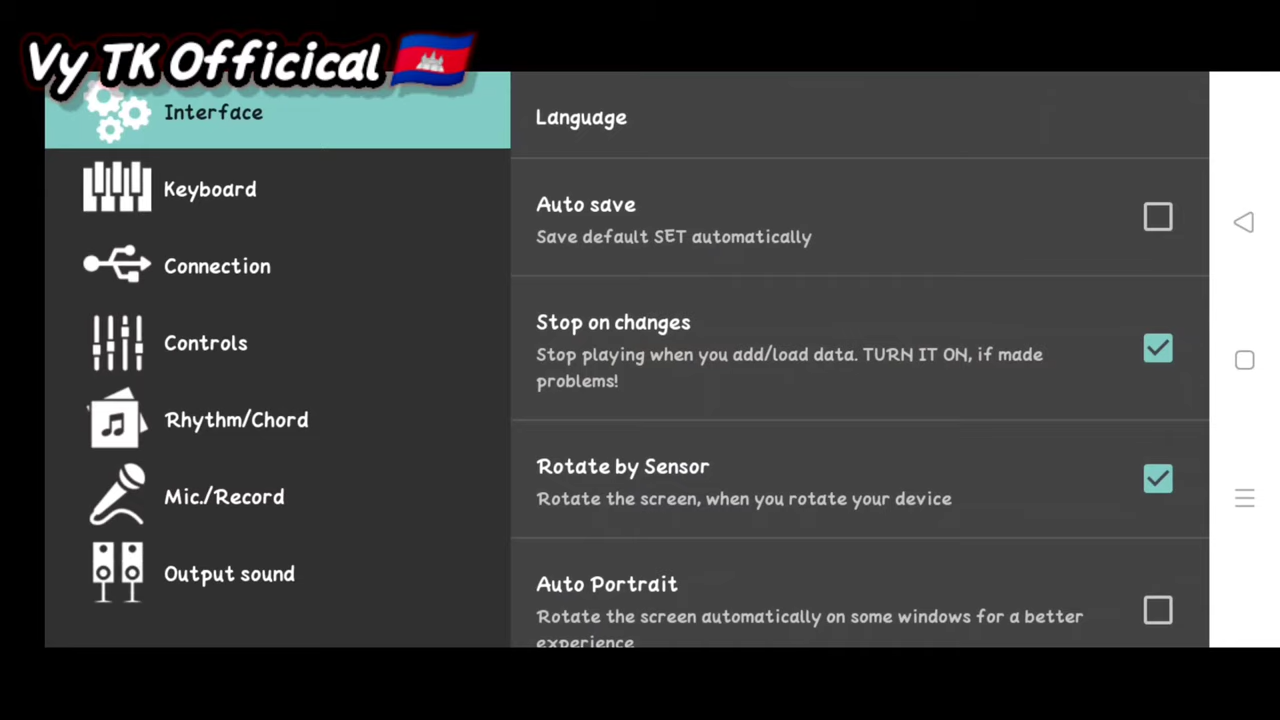 Vy TK Officical
Interface
Keyboard
Connection
Controls
Rhythm/Chord
Mic./Record
Output sound
Language
Auto save
Save default SET automatically
Stop on changes
Stop playing when you add/load data. TURN IT ON, if made
problems!
Rotate by Sensor
Rotate the screen, when you rotate your device
Auto Portrait
Rotate the screen automatically on some windows for a better
experience